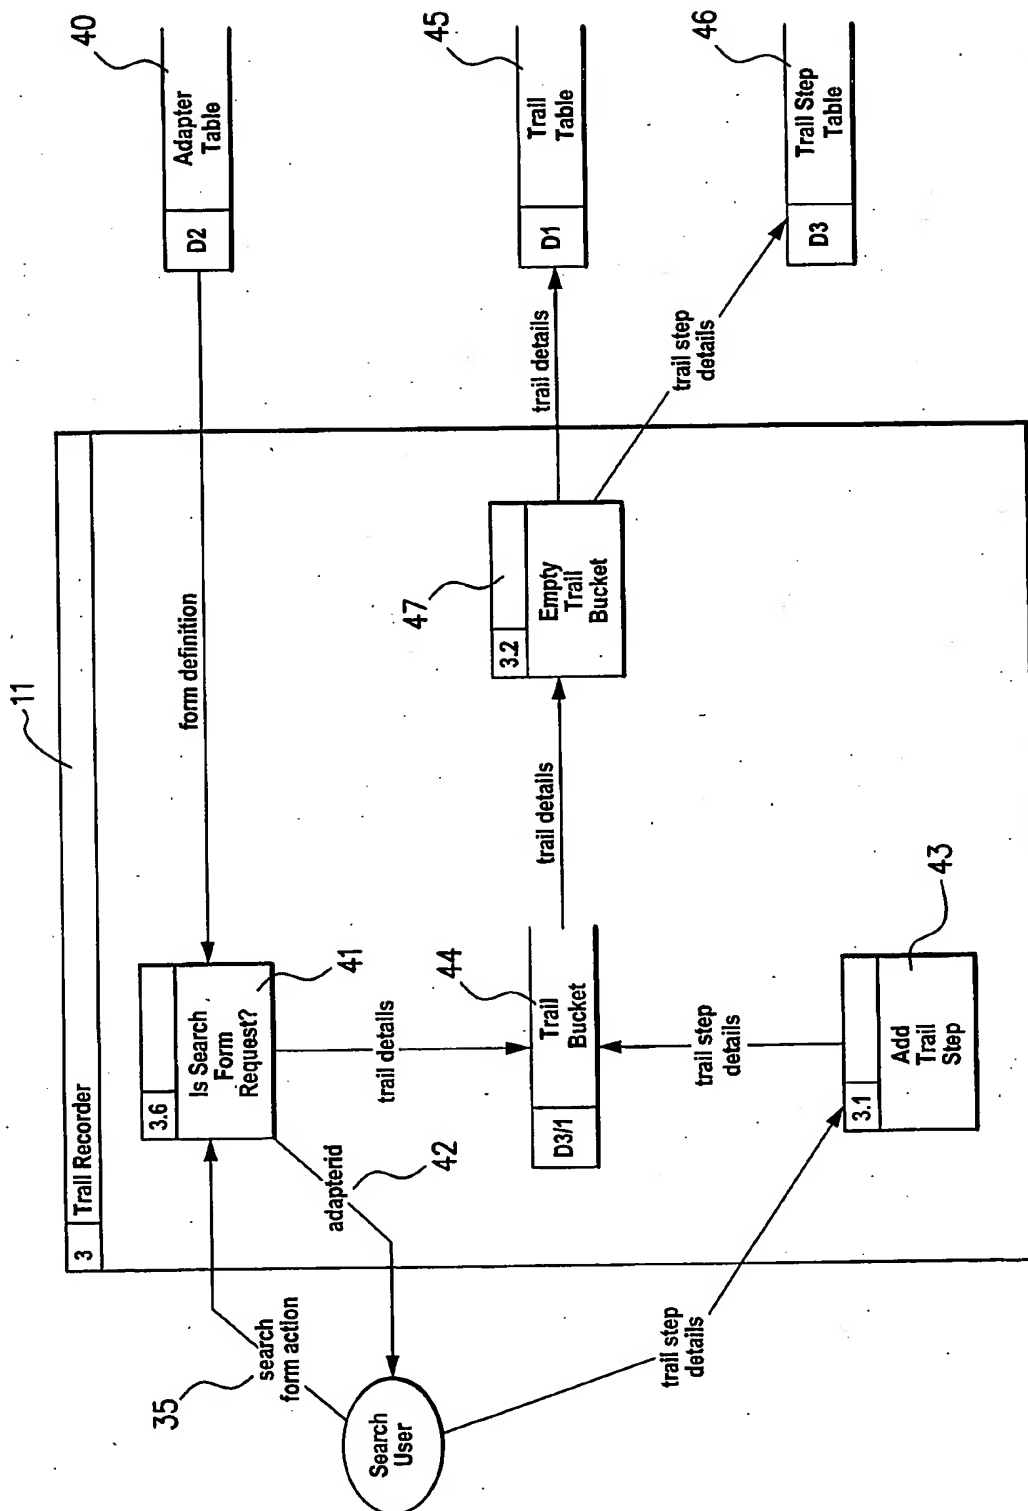 11
3 Trail Recorder
40
D2 Adapter
Table
form definition
3.6
Is Search
Form
Request?
41
35
search
form action
adapterid
42
Search
User
trail details
45
D1 Trail
Table
trail details
47
3.2
Empty
Trail
Bucket
trail details
44
D3/1 Trail
Bucket
46
D3 Trail Step
Table
trail step
details
trail step
details
3.1
Add
Trail
Step
43
trail step
details